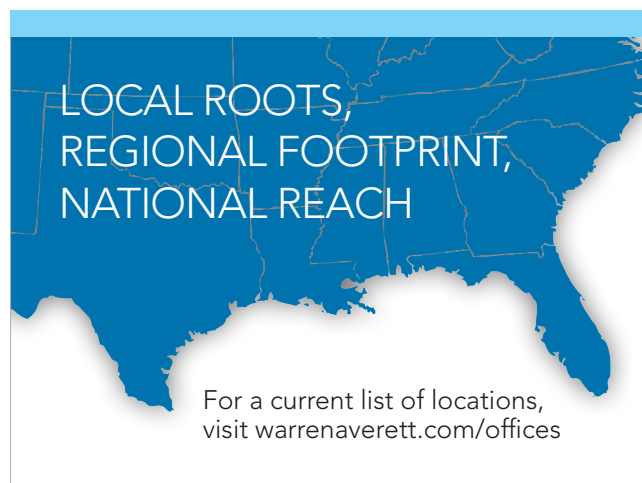 LOCAL ROOTS,
REGIONAL FOOTPRINT,
NATIONAL REACH
For a current list of locations,
visit warrenaverett.com/offices